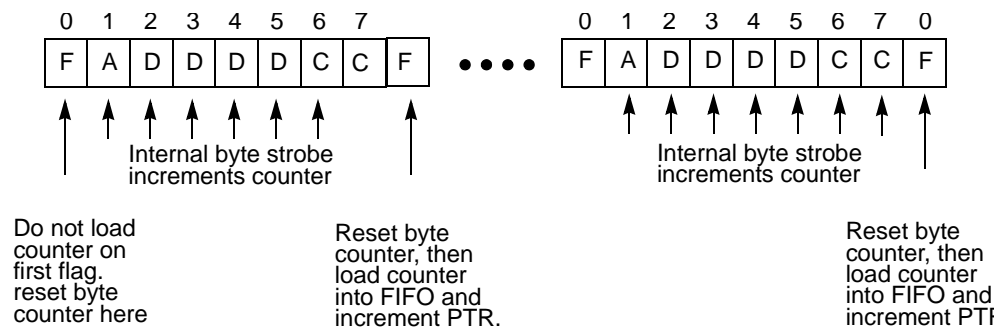 0 1 2 3 4 5 6 7 0 1 2 3 4 5 6 7 0
F A D D D D C C F F A D D D D C C F
Internal byte strobe
increments counter
Internal byte strobe
increments counter
Do not load
counter on
first flag.
reset byte
counter here
Reset byte
counter, then
load counter
into FIFO and
increment PTR.
Reset byte
counter, then
load counter
into FIFO and
increment PTR